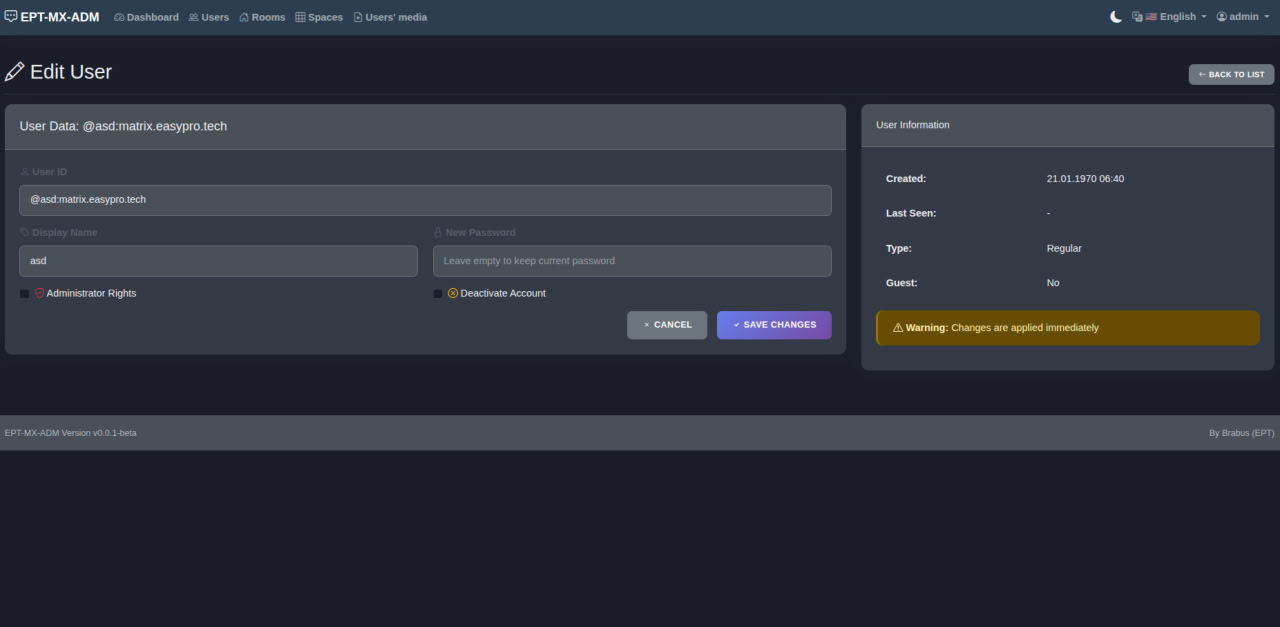 EPT-MX-ADM Dashboard Users Rooms Spaces Users' media English admin
Edit User
BACK TO LIST
User Data: @asd:matrix.easypro.tech
User ID
@asd:matrix.easypro.tech
Display Name New Password
asd Leave empty to keep current password
Administrator Rights Deactivate Account
CANCEL SAVE CHANGES
User Information
Created: 21.01.1970 06:40
Last Seen: -
Type: Regular
Guest: No
Warning: Changes are applied immediately
EPT-MX-ADM Version v0.0.1-beta By Brabus (EPT)